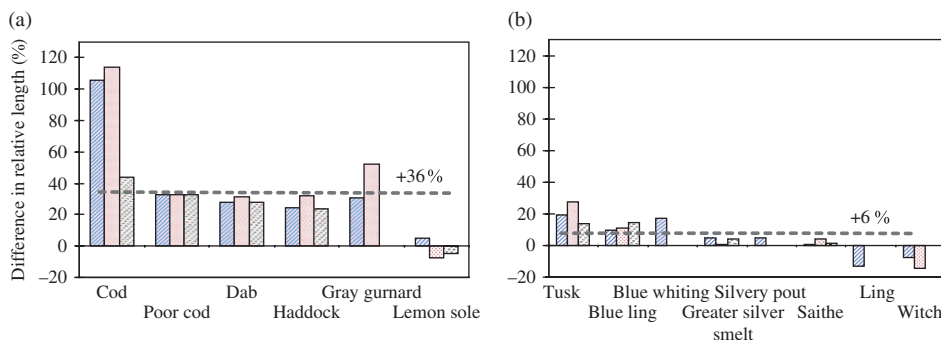 (a)
Difference in relative length (%)
120
100
80
60
40
20
0
–20
+36 %
Cod
Dab
Gray gurnard
Poor cod
Haddock
Lemon sole
(b)
120
100
80
60
40
20
0
–20
+6 %
Tusk
Blue whiting
Silvery pout
Ling
Blue ling
Greater silver
smelt
Saithe
Witch